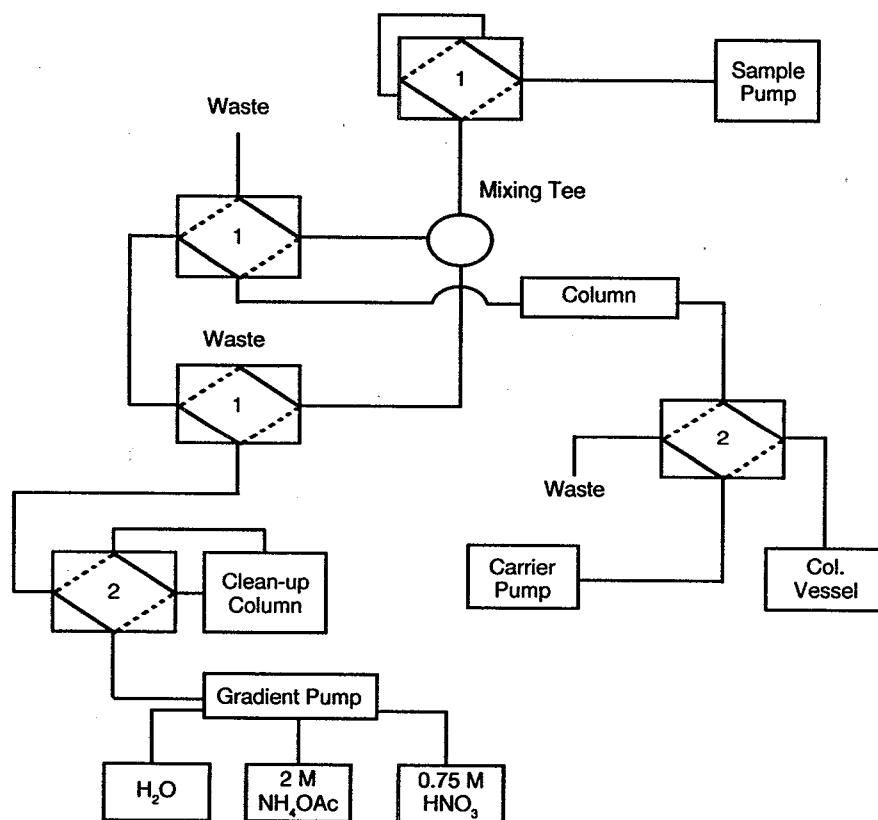 1
Sample
Pump
Waste
Mixing Tee
1
Column
Waste
1
2
Waste
2
Clean-up
Column
Carrier
Pump
Col.
Vessel
Gradient Pump
H₂O
2 M
NH₄OAc
0.75 M
HNO₃